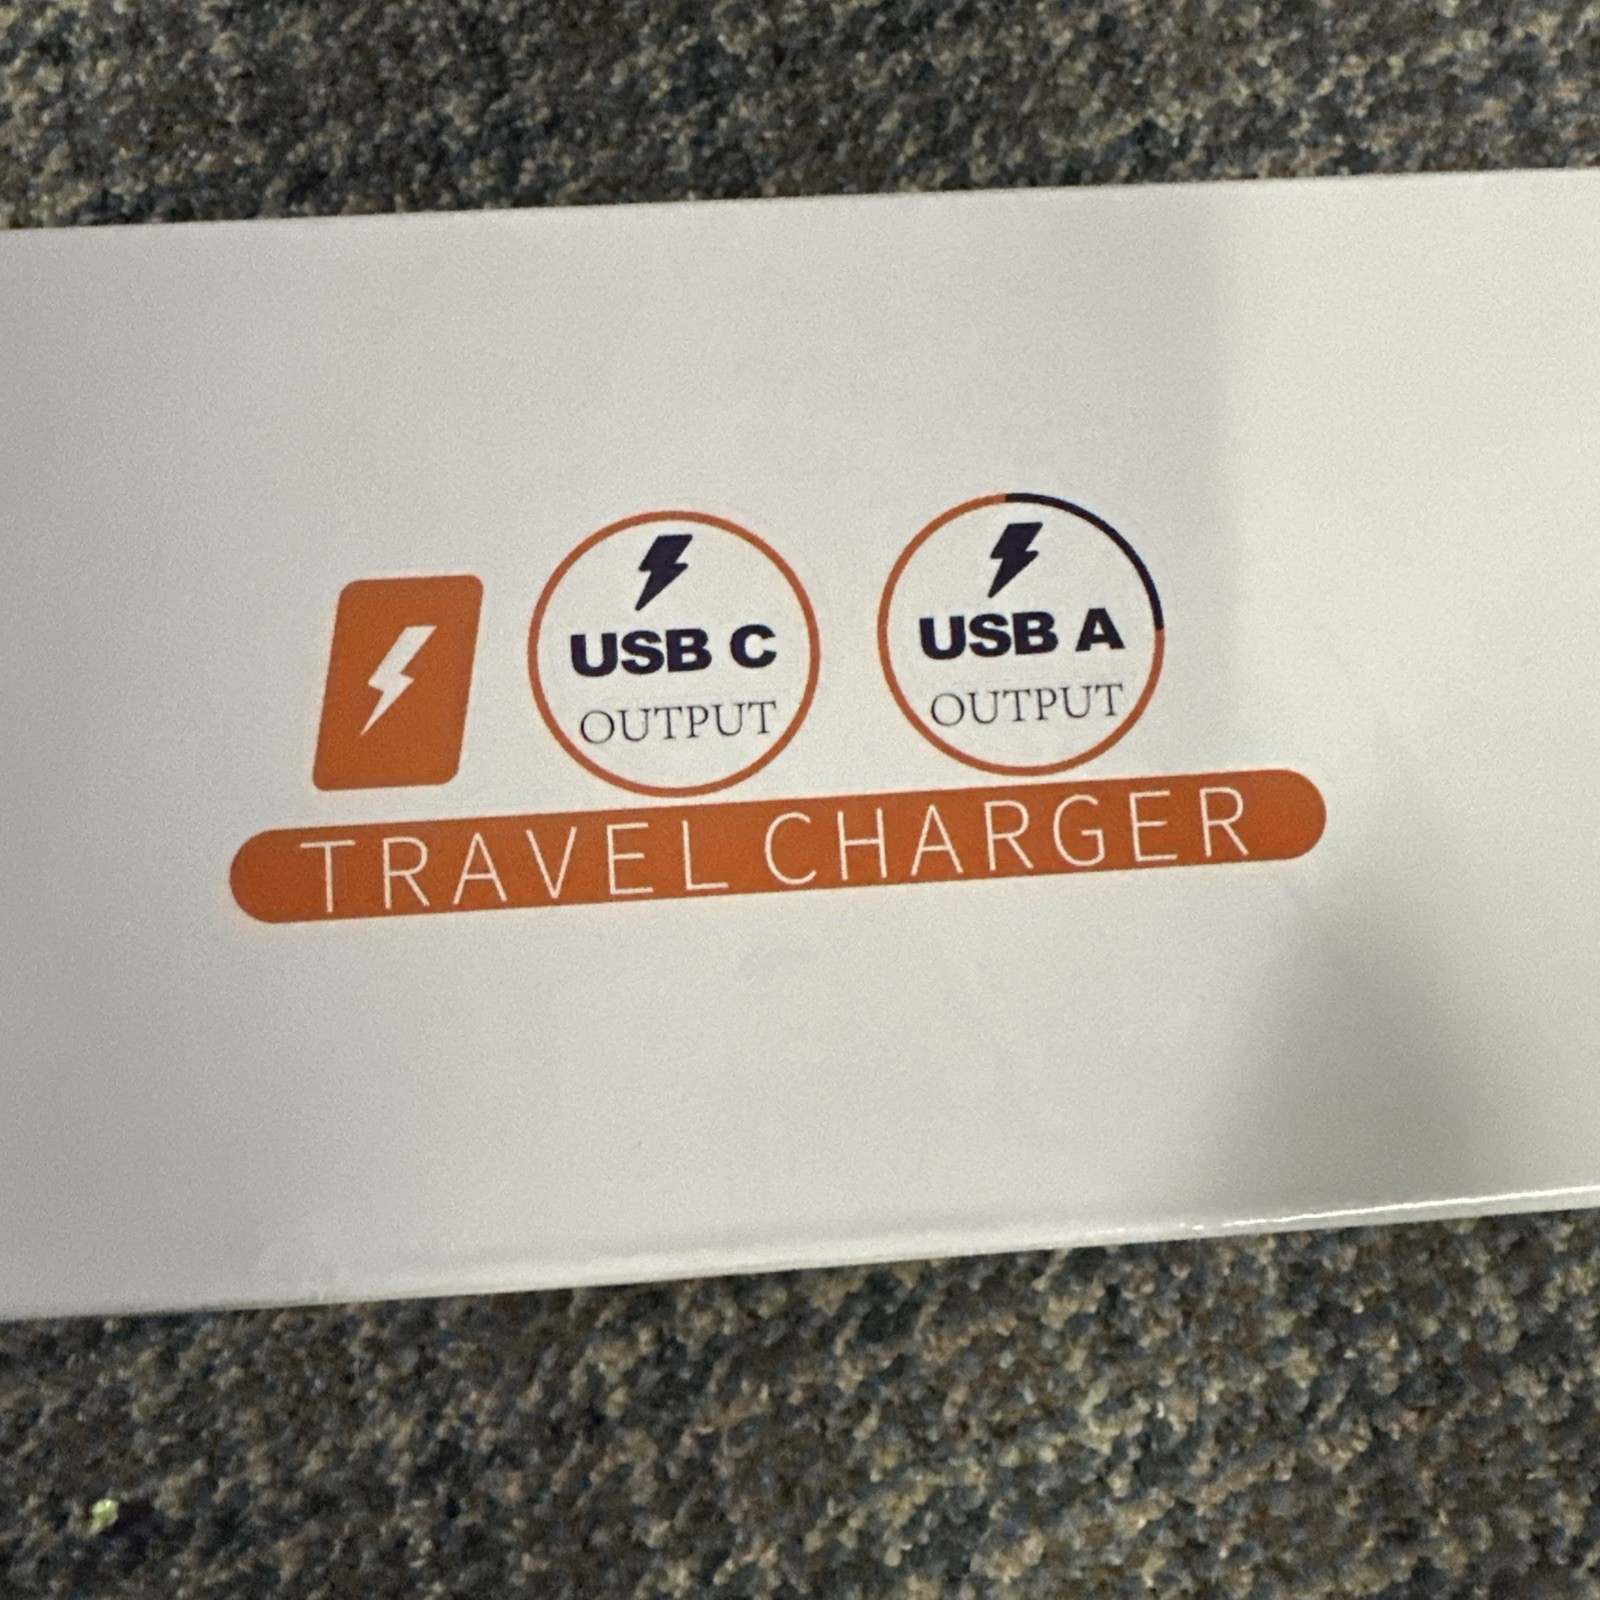 USB C
OUTPUT
USB A
OUTPUT
TRAVEL CHARGER